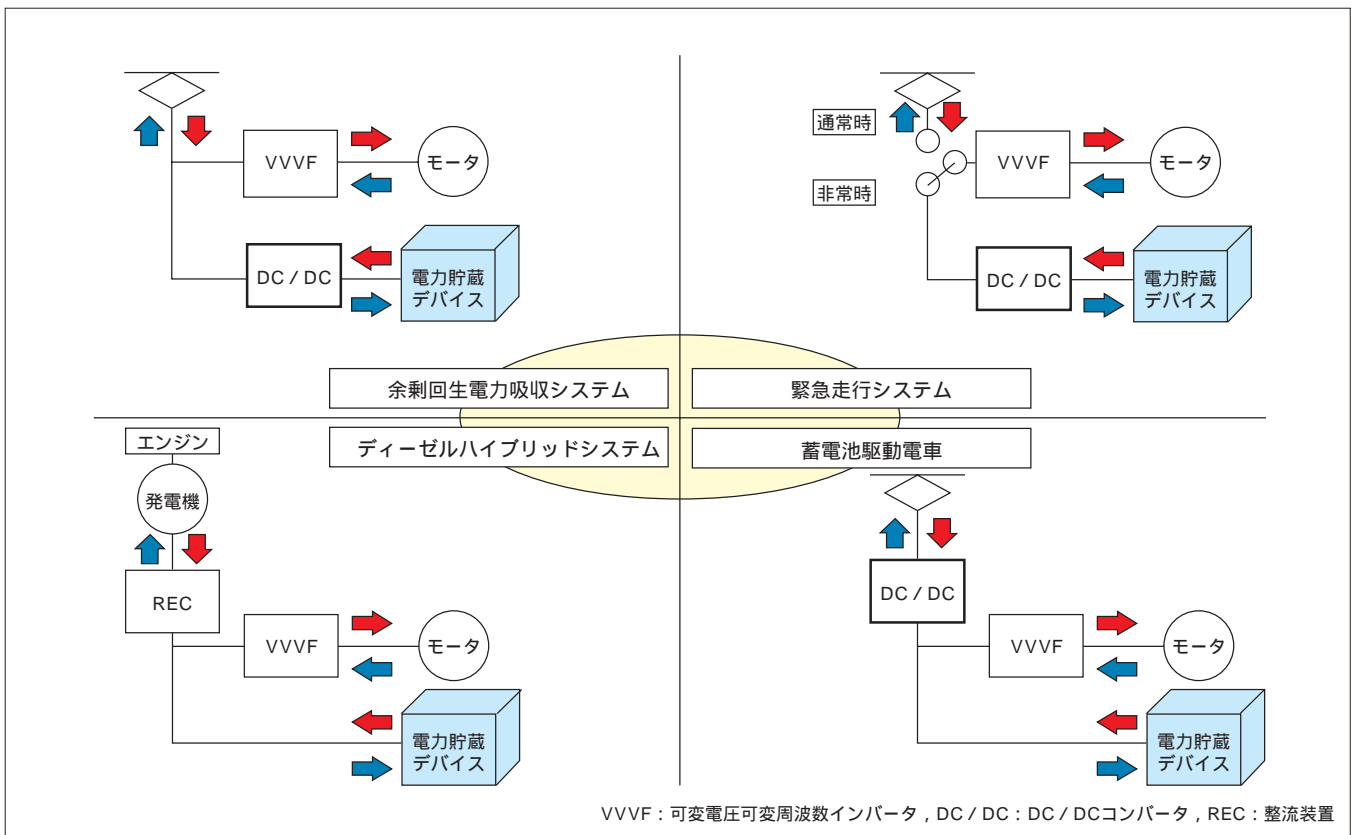 VVVF
モータ
DC / DC
電力貯蔵
デバイス
通常時
非常時
VVVF
モータ
DC / DC
電力貯蔵
デバイス
余剰回生電力吸収システム
緊急走行システム
ディーゼルハイブリッドシステム
蓄電池駆動電車
エンジン
発電機
REC
VVVF
モータ
電力貯蔵
デバイス
DC / DC
VVVF
モータ
電力貯蔵
デバイス
VVVF：可変電圧可変周波数インバータ，DC / DC：DC / DCコンバータ，REC：整流装置